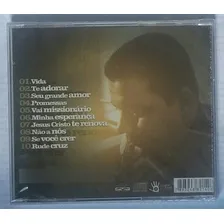 01 Vida
02 Te adorar
03 Seu grande amor
04 Promessas
05 Vai missionário
06 Minha esperança
07 Jesus Cristo te renova
08 Não a nós
09 Se você crer
10 Rude cruz